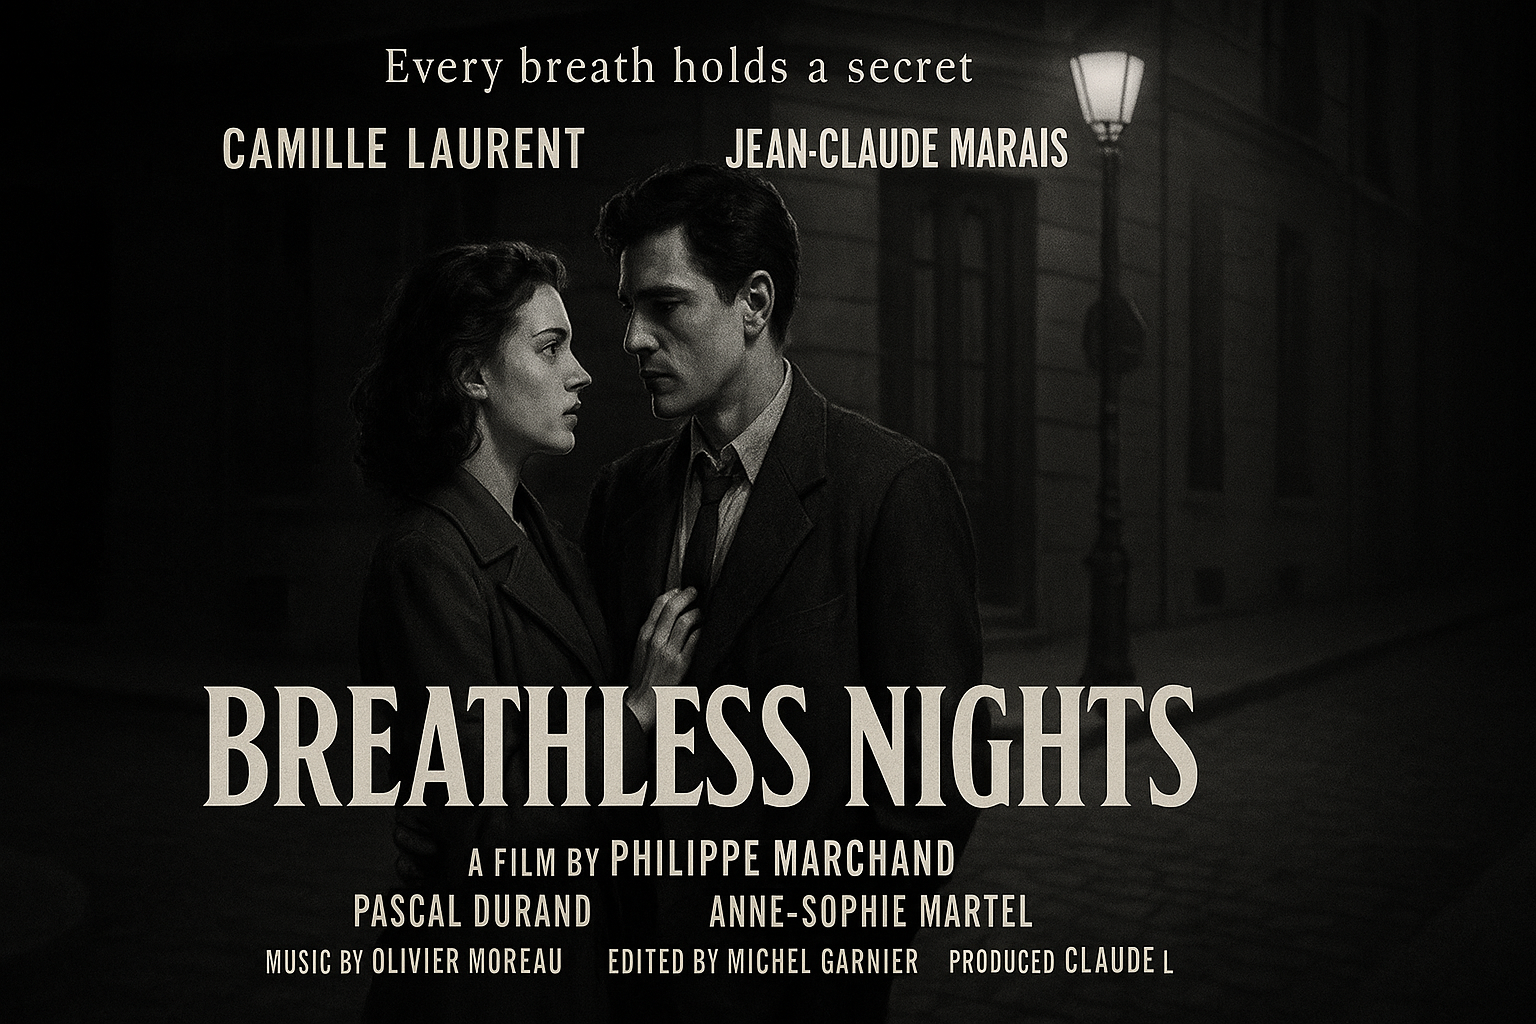 Every breath holds a secret
CAMILLE LAURENT JEAN-CLAUDE MARAIS
BREATHLESS NIGHTS
A FILM BY PHILIPPE MARCHAND
PASCAL DURAND ANNE-SOPHIE MARTEL
MUSIC BY OLIVIER MOREAU EDITED BY MICHEL GARNIER PRODUCED CLAUDE L